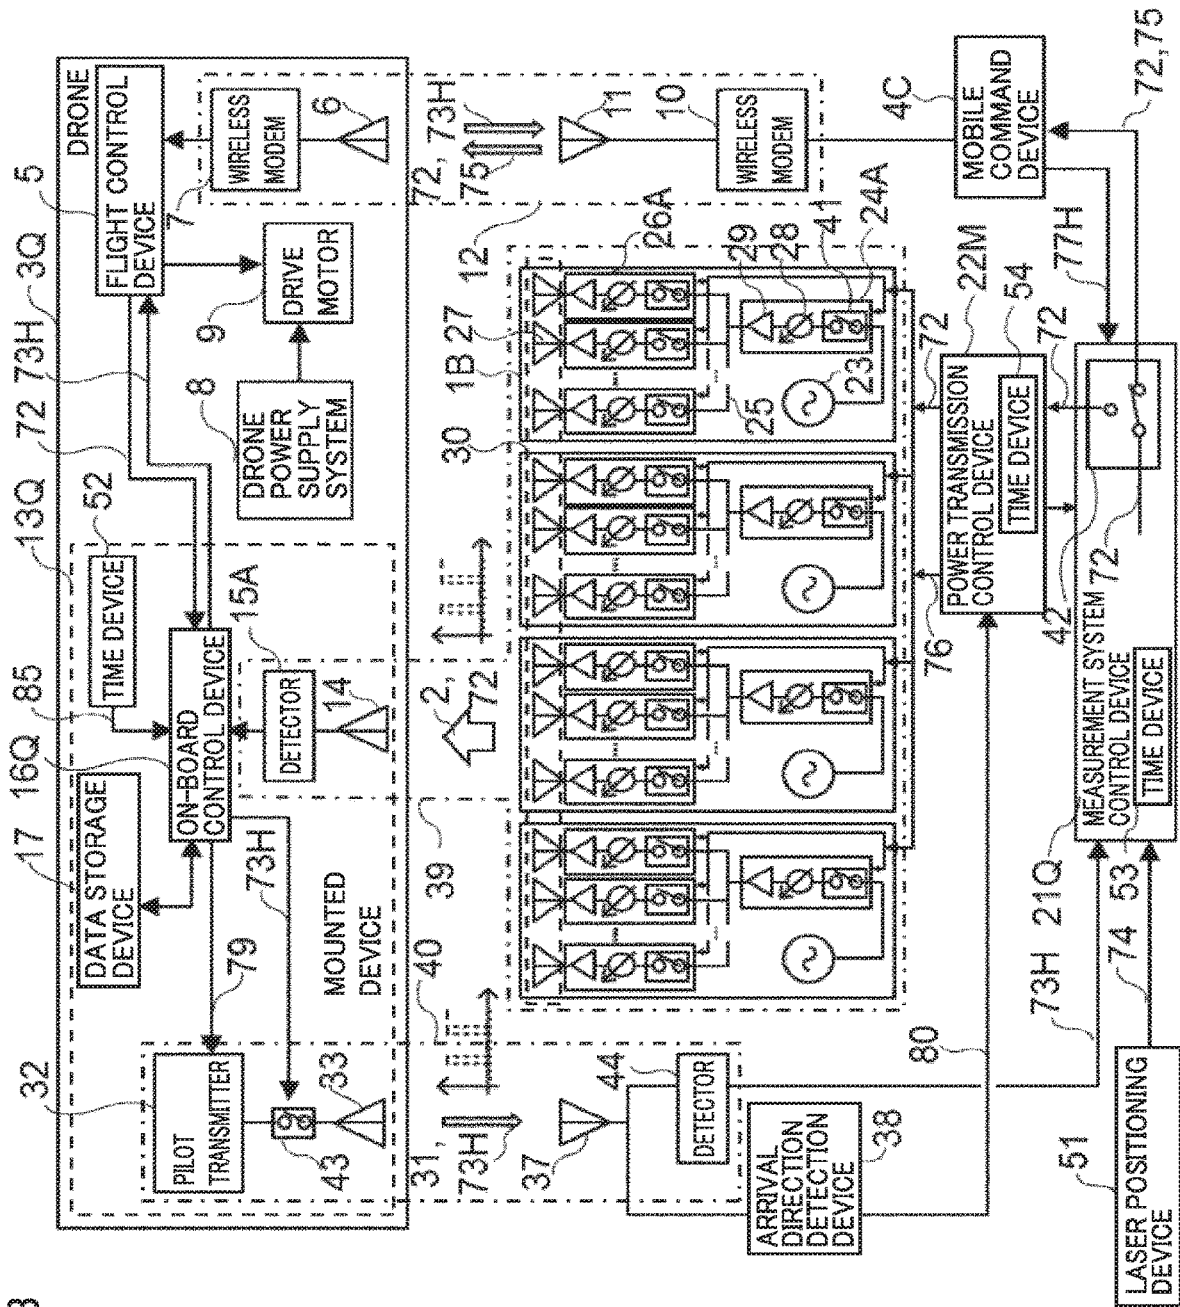 32
17
16Q
85
13Q
52
72
73H
3Q
5
DRONE
PILOT
TRANSMITTER
DATA STORAGE
DEVICE
TIME DEVICE
FLIGHT CONTROL
DEVICE
79
73H
ON-BOARD
CONTROL DEVICE
15A
8
9
DRIVE
MOTOR
7
WIRELESS
MODEM
DRONE
POWER
SUPPLY
SYSTEM
MOUNTED
DEVICE
DETECTOR
43
33
14
6
31,
73H
40
39
2,
72
72, 73H
75
37
44
DETECTOR
30
1B
27
12
11
26A
10
WIRELESS
MODEM
29
28
41
24A
25
23
ARRIVAL
DIRECTION
DETECTION
DEVICE
38
80
76
72
22M
POWER TRANSMISSION
CONTROL DEVICE
54
TIME DEVICE
4C
MOBILE
COMMAND
DEVICE
73H
21Q
74
53
42
72
77H
72, 75
51
LASER POSITIONING
DEVICE
MEASUREMENT SYSTEM
CONTROL DEVICE
72
TIME DEVICE